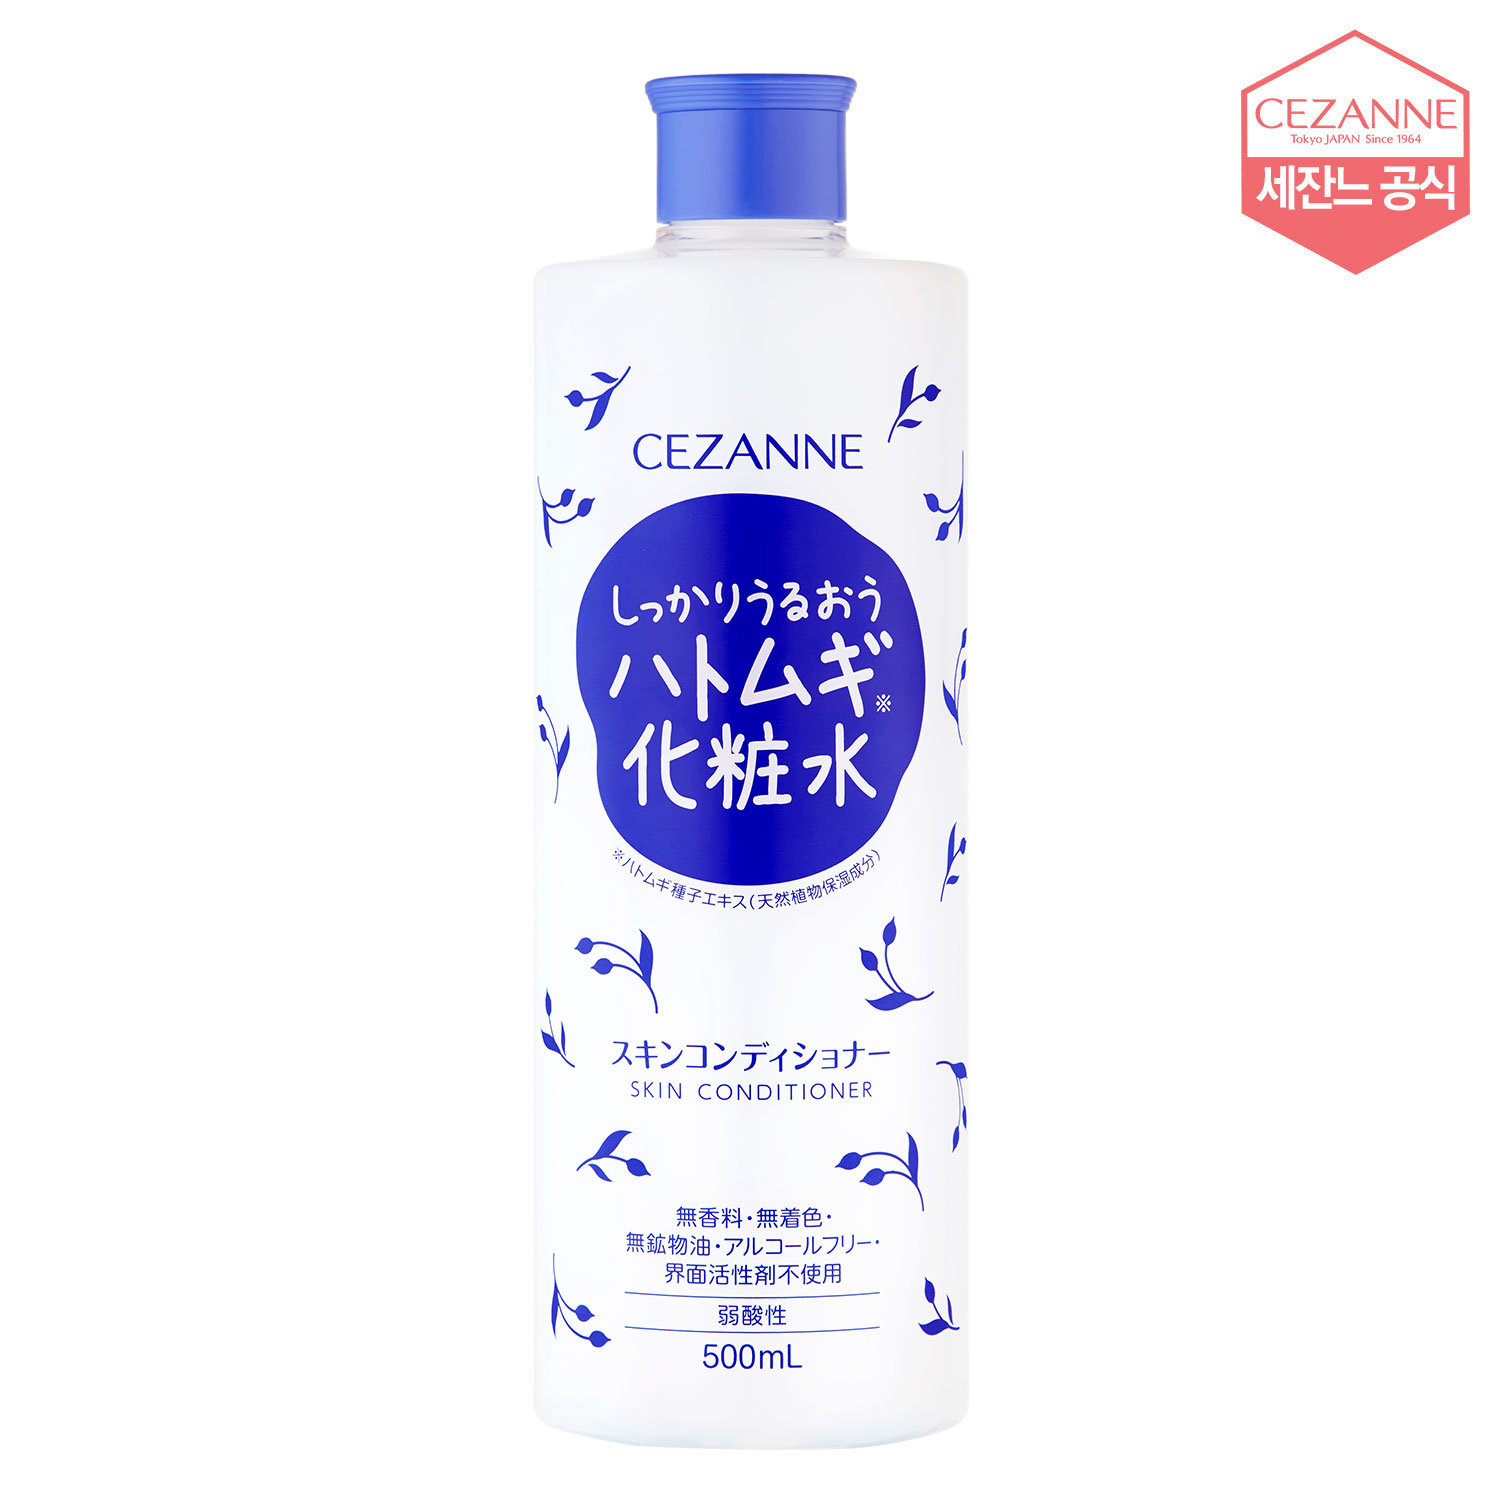 CEZANNE
Tokyo JAPAN Since 1964
세잔느 공식
CEZANNE
しっかりうるおう
ハトムギ※
化粧水
※ハトムギ種子エキス(天然植物保湿成分)
スキンコンディショナー
SKIN CONDITIONER
無香料・無着色・
無鉱物油・アルコールフリー・
界面活性剤不使用
弱酸性
500mL